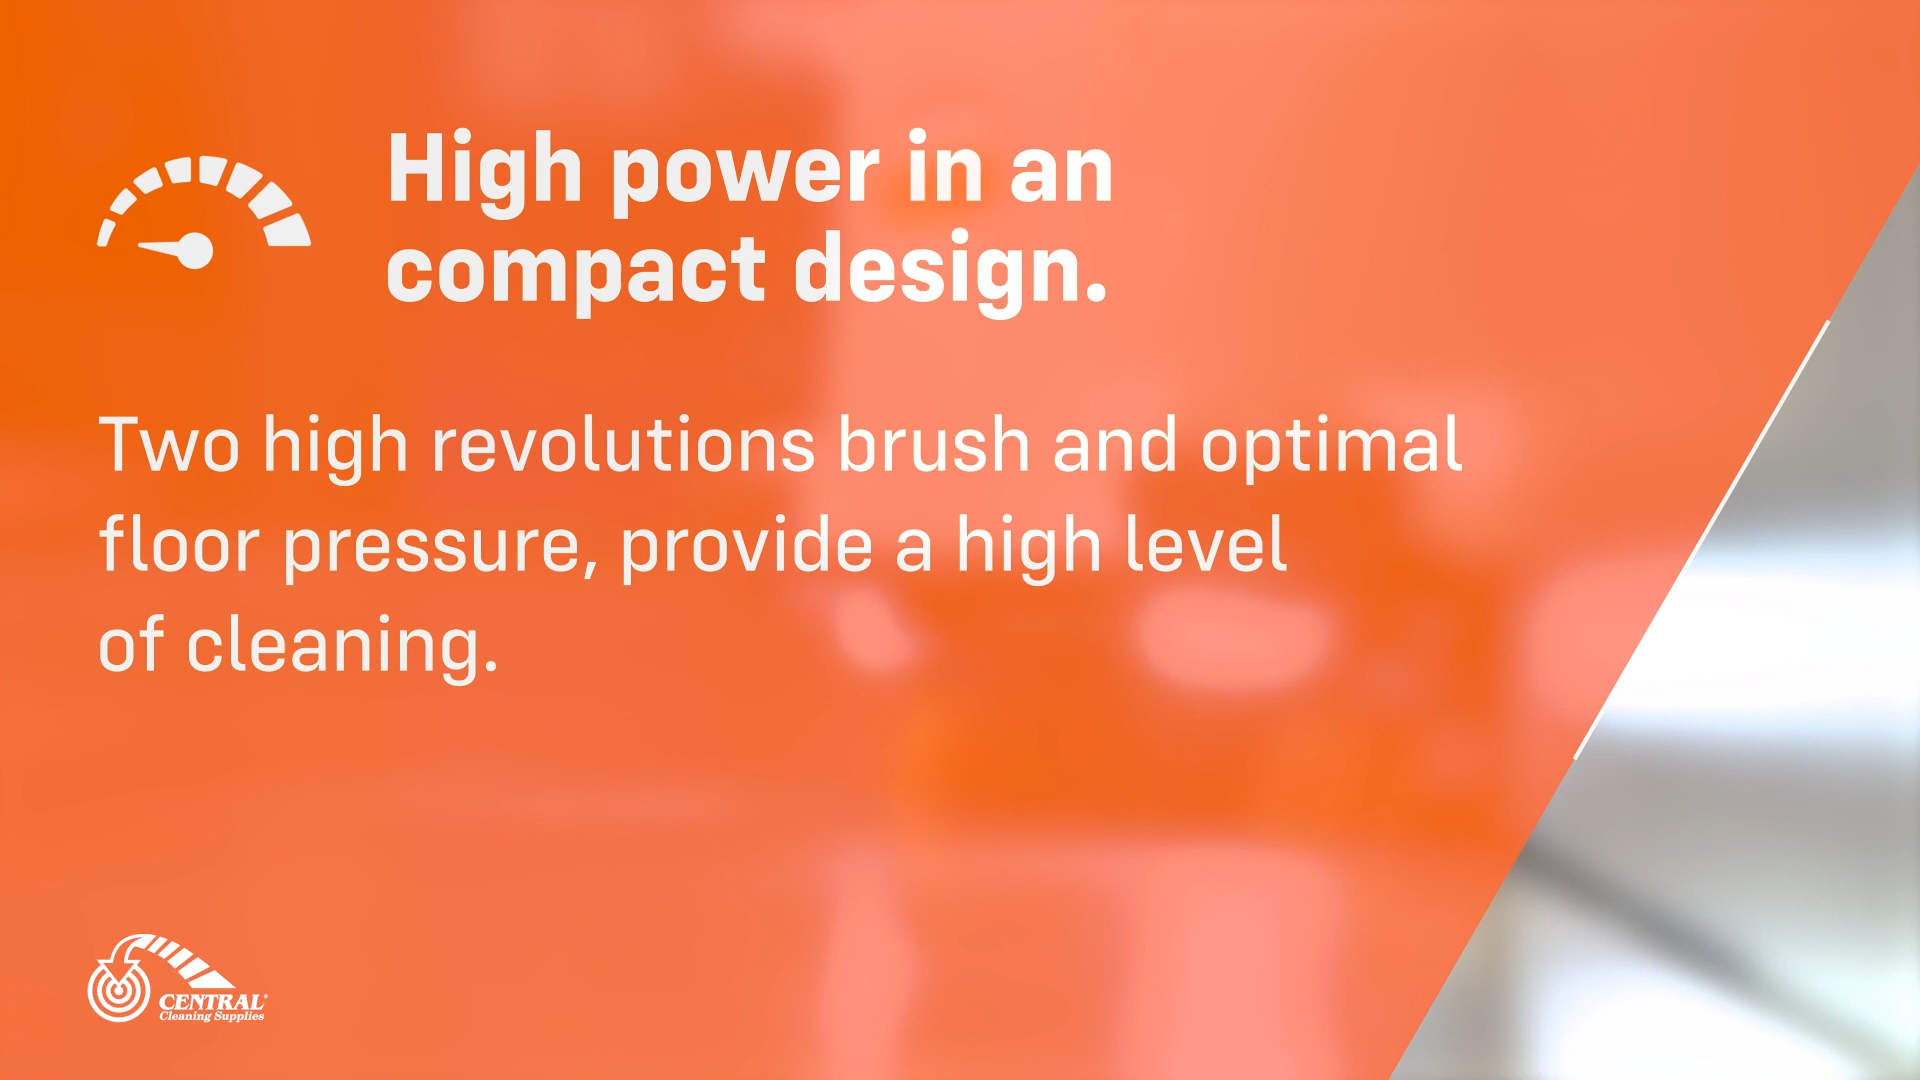 High power in an
compact design.
Two high revolutions brush and optimal
floor pressure, provide a high level
of cleaning.
CENTRAL®
Cleaning Supplies